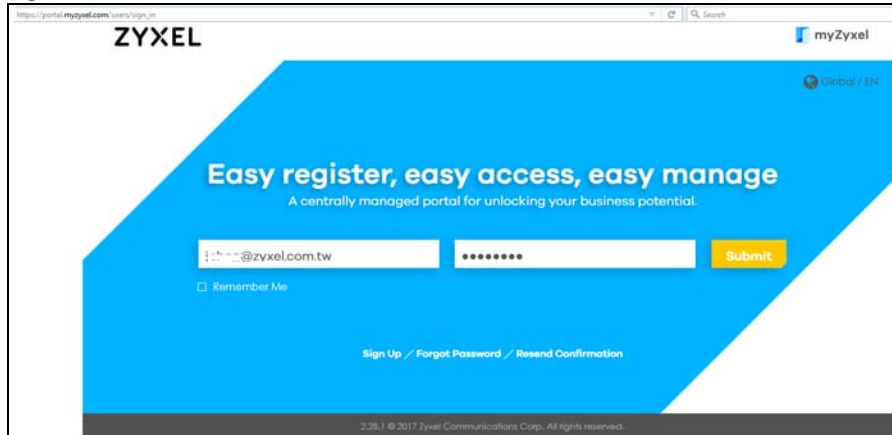 https://portal.myzyxel.com/users/sign_in
Search
ZYXEL
myZyxel
Global / EN
Easy register, easy access, easy manage
A centrally managed portal for unlocking your business potential.
@zyxel.com.tw
••••••••
Submit
Remember Me
Sign Up / Forgot Password / Resend Confirmation
2.28.1 © 2017 Zyxel Communications Corp. All rights reserved.